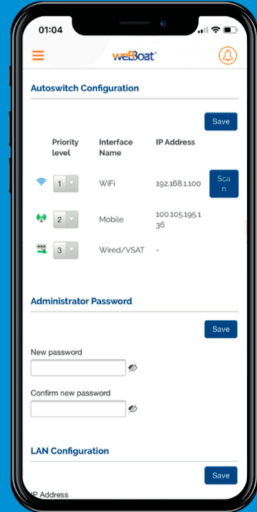 01:04
weBBoat
Autoswitch Configuration
Save
Priority level Interface Name IP Address
1 WiFi 192.168.1.100 Sca
n
2 Mobile 100.105.195.1
36
3 Wired/VSAT -
Administrator Password
Save
New password
Confirm new password
LAN Configuration
Save
IP Address